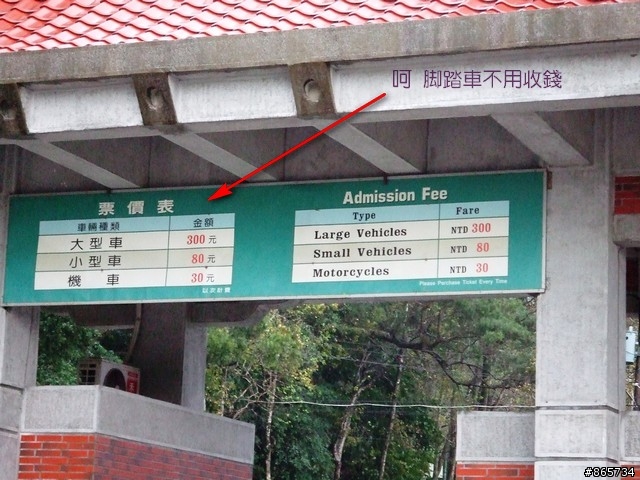 呵 脚踏車不用收錢
票價表
車輛種類 金額
大型車 300元
小型車 80元
機車 30元
以次計費
Admission Fee
Type Fare
Large Vehicles NTD 300
Small Vehicles NTD 80
Motorcycles NTD 30
Please Purchase Ticket Every Time
#865734